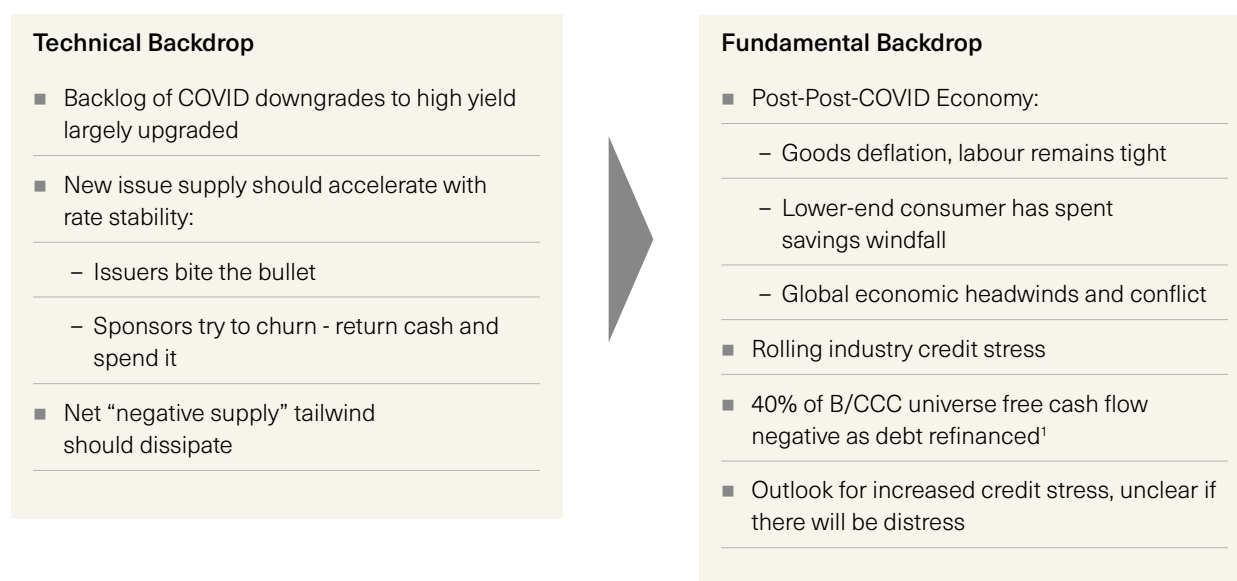 Technical Backdrop
■ Backlog of COVID downgrades to high yield
largely upgraded
■ New issue supply should accelerate with
rate stability:
– Issuers bite the bullet
– Sponsors try to churn - return cash and
spend it
■ Net “negative supply” tailwind
should dissipate
Fundamental Backdrop
■ Post-Post-COVID Economy:
– Goods deflation, labour remains tight
– Lower-end consumer has spent
savings windfall
– Global economic headwinds and conflict
■ Rolling industry credit stress
■ 40% of B/CCC universe free cash flow
negative as debt refinanced¹
■ Outlook for increased credit stress, unclear if
there will be distress